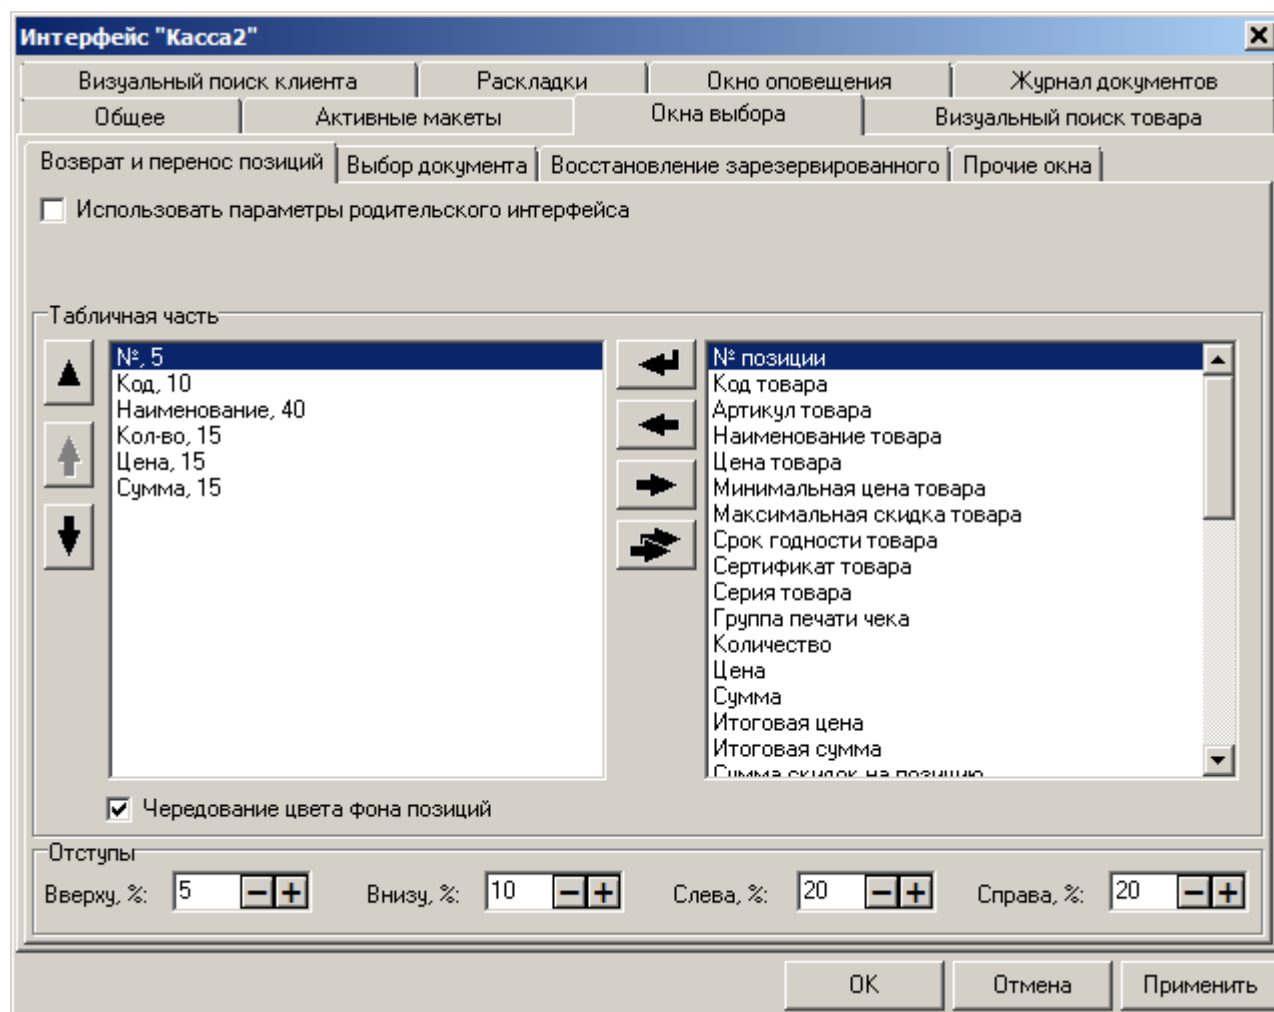 Интерфейс "Касса2"
Визуальный поиск клиента
Раскладки
Окно оповещения
Журнал документов
Общее
Активные макеты
Окна выбора
Визуальный поиск товара
Возврат и перенос позиций
Выбор документа
Восстановление зарезервированного
Прочие окна
Использовать параметры родительского интерфейса
Табличная часть
№, 5
Код, 10
Наименование, 40
Кол-во, 15
Цена, 15
Сумма, 15
№ позиции
Код товара
Артикул товара
Наименование товара
Цена товара
Минимальная цена товара
Максимальная скидка товара
Срок годности товара
Сертификат товара
Серия товара
Группа печати чека
Количество
Цена
Сумма
Итоговая цена
Итоговая сумма
Сумма скидок на позицию
Чередование цвета фона позиций
Отступы
Вверху, %: 5
Внизу, %: 10
Слева, %: 20
Справа, %: 20
OK
Отмена
Применить